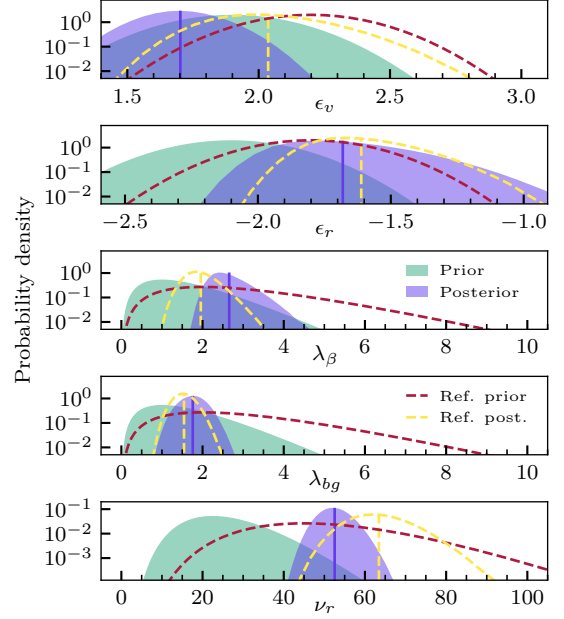 10^0
10^{-1}
10^{-2}
1.5 2.0 2.5 3.0
ϵ_v
10^0
10^{-1}
10^{-2}
−2.5 −2.0 −1.5 −1.0
ϵ_r
Probability density
10^0
10^{-1}
10^{-2}
Prior
Posterior
0 2 4 6 8 10
λ_β
10^0
10^{-1}
10^{-2}
Ref. prior
Ref. post.
0 2 4 6 8 10
λ_{bg}
10^{-1}
10^{-3}
0 20 40 60 80 100
ν_r